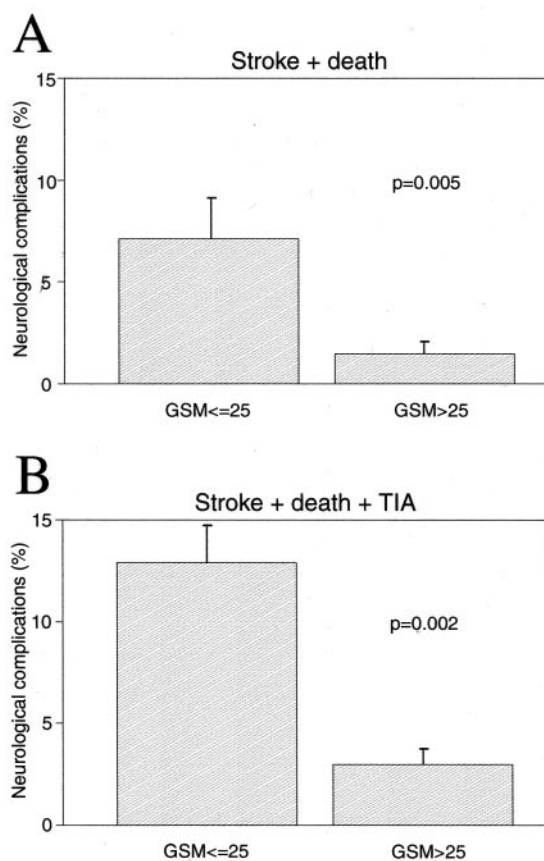 A
Stroke + death
Neurological complications (%)
15
10
5
0
p=0.005
GSM<=25
GSM>25
B
Stroke + death + TIA
Neurological complications (%)
15
10
5
0
p=0.002
GSM<=25
GSM>25